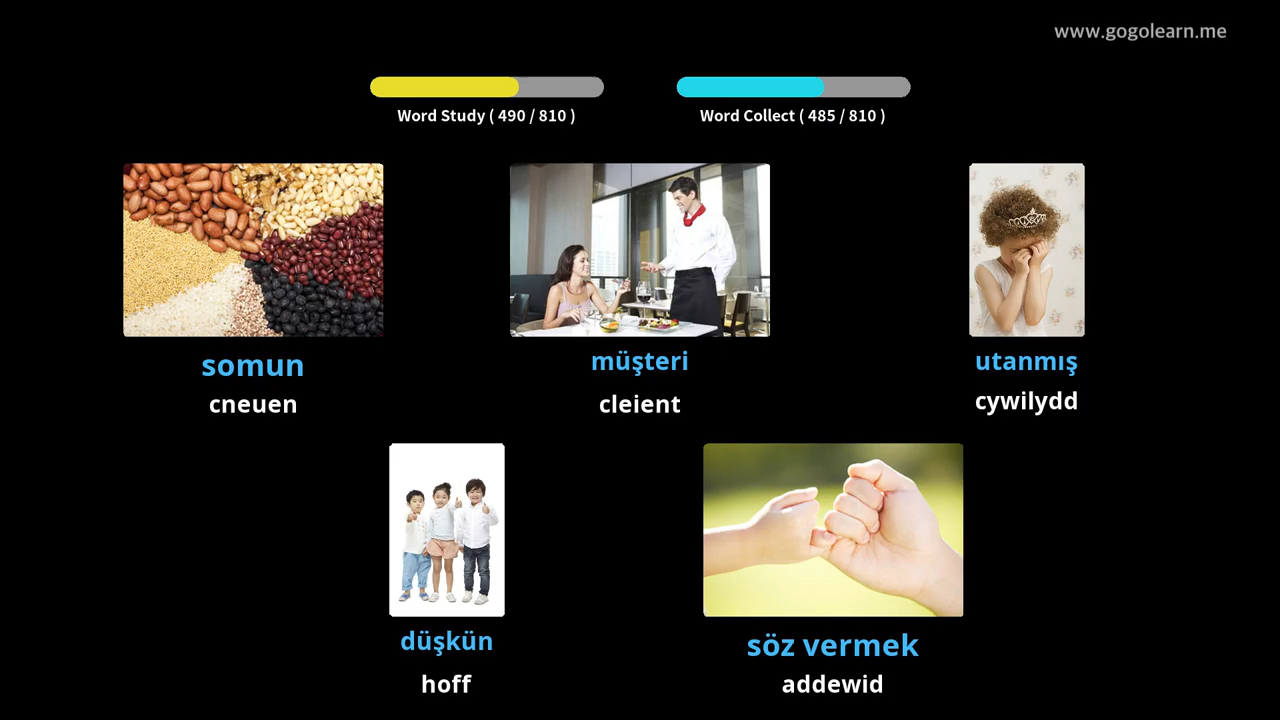 www.gogolearn.me
Word Study ( 490 / 810 )
Word Collect ( 485 / 810 )
somun
cneuen
müşteri
cleient
utanmış
cywilydd
düşkün
hoff
söz vermek
addewid